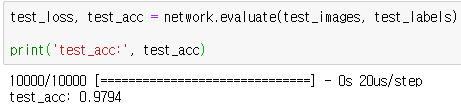 test_loss, test_acc = network.evaluate(test_images, test_labels)
print('test_acc:', test_acc)
10000/10000 [==============================] - 0s 20us/step
test_acc: 0.9794